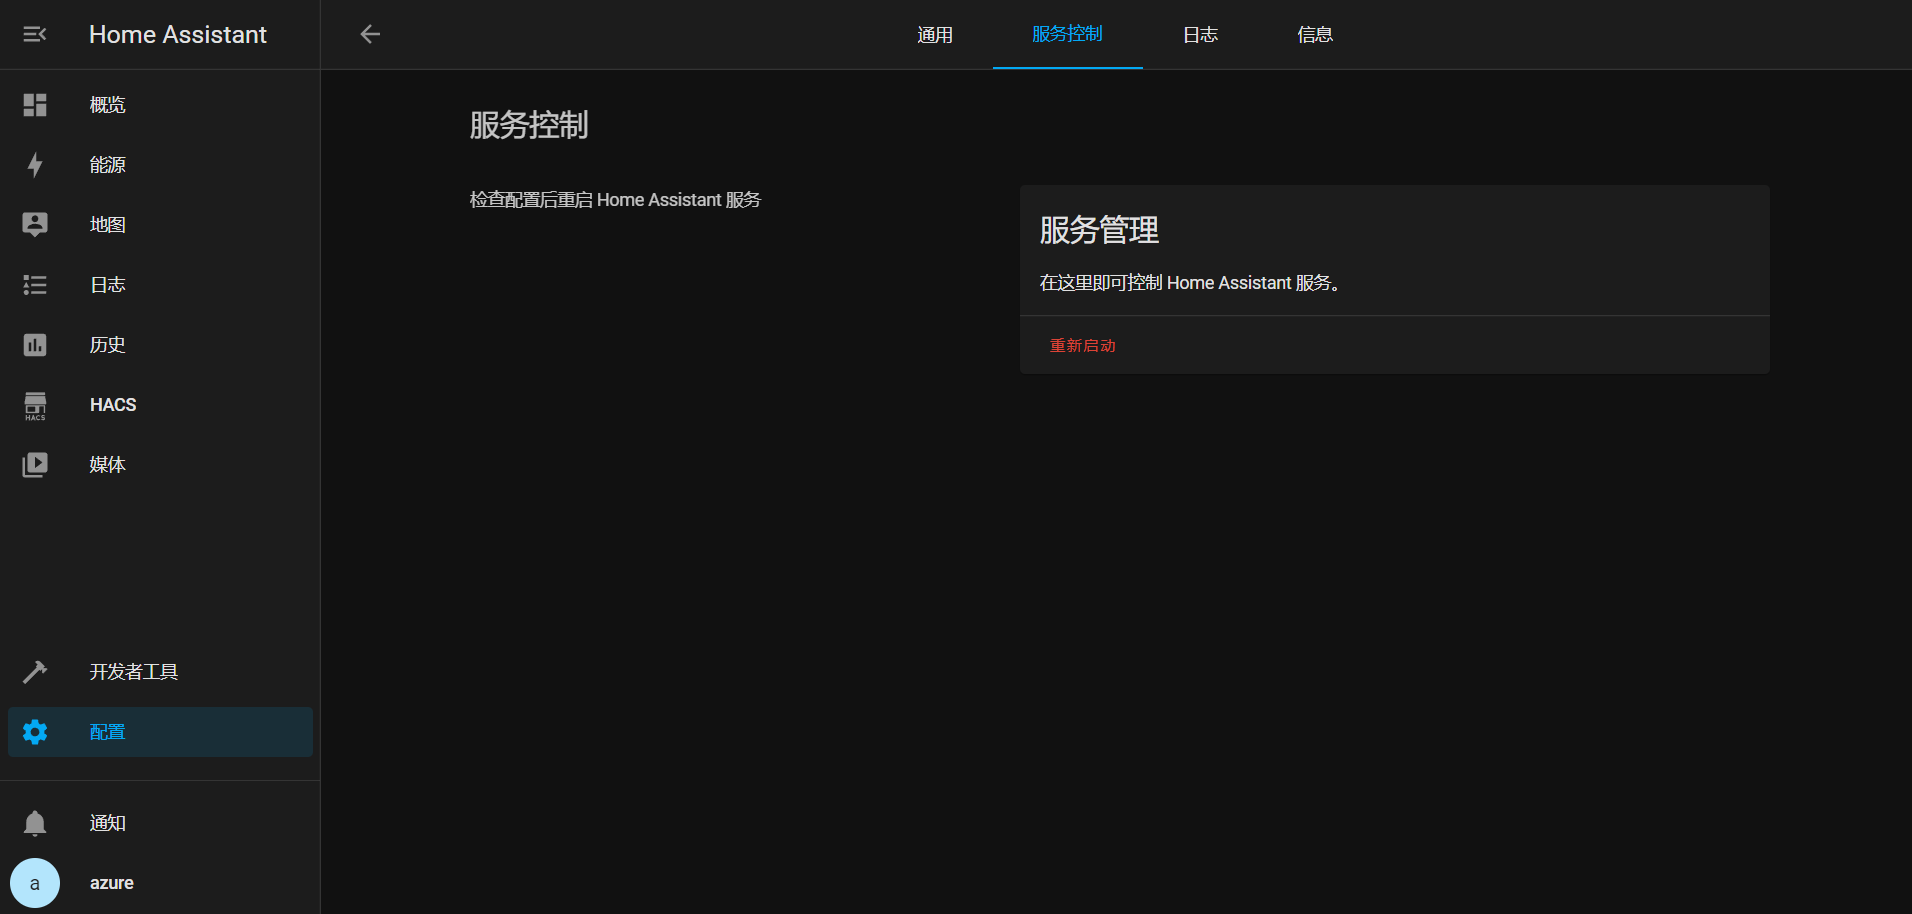 Home Assistant
概览
能源
地图
日志
历史
HACS
HACS
媒体
开发者工具
配置
通知
a
azure
通用
服务控制
日志
信息
服务控制
检查配置后重启 Home Assistant 服务
服务管理
在这里即可控制 Home Assistant 服务。
重新启动